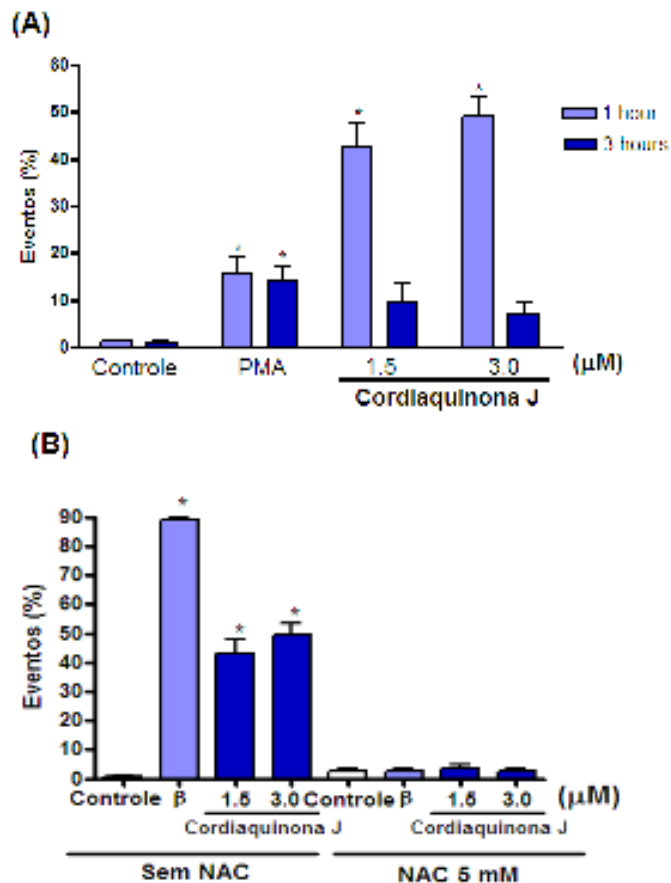 (A)
60
50
40
30
20
10
0
Eventos (%)
1 hour
3 hours
Controle
PMA
1.5
3.0
(µM)
Cordiaquinona J
(B)
90
80
70
60
50
40
30
20
10
0
Eventos (%)
* * *
Controle β 1.5 3.0 Controle β 1.5 3.0 (µM)
Cordiaquinona J Cordiaquinona J
Sem NAC NAC 5 mM